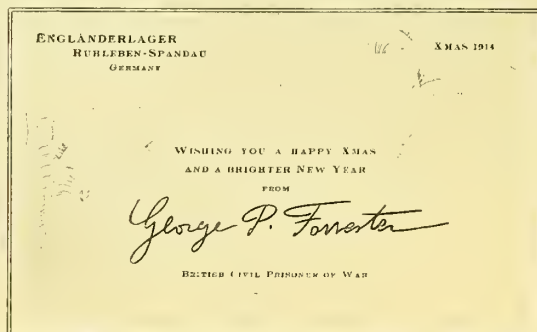 ENGLÄNDERLAGER
RUHLEBEN-SPANDAU
GERMANY
XMAS 1914
WISHING YOU A HAPPY XMAS
AND A BRIGHTER NEW YEAR
FROM
George P. Forrester
BRITISH CIVIL PRISONER OF WAR